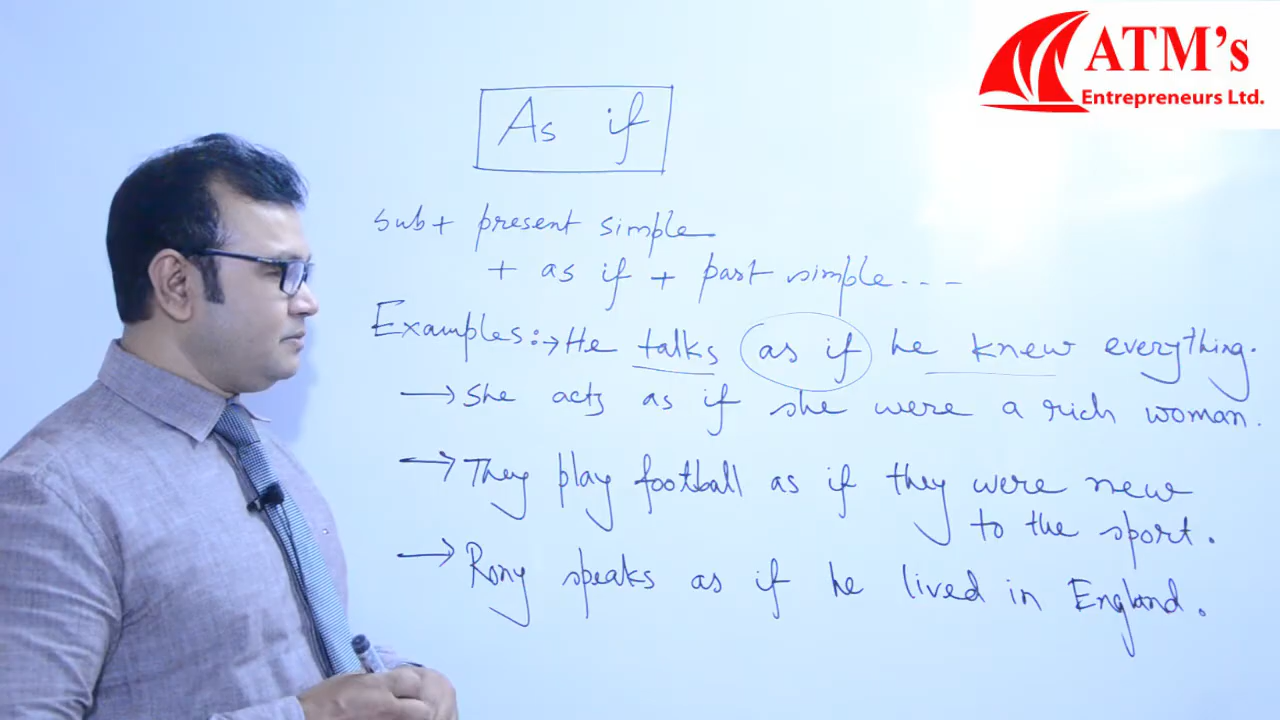 ATM's
Entrepreneurs Ltd.
As if
sub + present simple
+ as if + past simple....
Examples:→ He talks as if he knew everything.
→ She acts as if she were a rich woman.
→ They play football as if they were new
to the sport.
→ Rony speaks as if he lived in England.